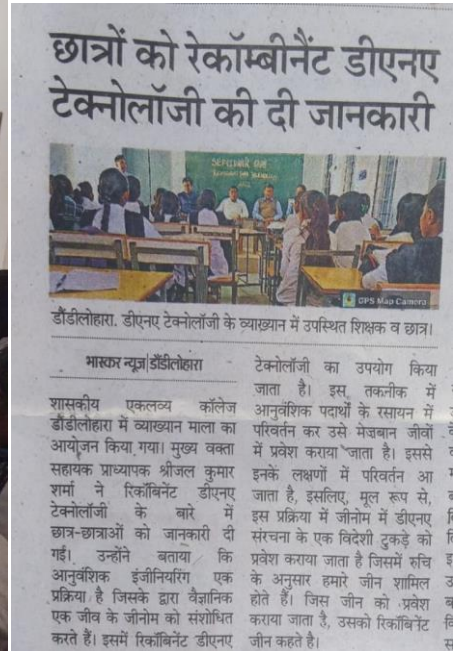 छात्रों को रेकॉम्बीनैंट डीएनए
टेक्नोलॉजी की दी जानकारी
GPS Map Camera
डौंडीलोहारा. डीएनए टेक्नोलॉजी के व्याख्यान में उपस्थित शिक्षक व छात्र।
भास्कर न्यूज|डौंडीलोहारा
शासकीय एकलव्य कॉलेज
डौंडीलोहारा में व्याख्यान माला का
आयोजन किया गया। मुख्य वक्ता
सहायक प्राध्यापक श्रीजल कुमार
शर्मा ने रिकॉबिनेंट डीएनए
टेक्नोलॉजी के बारे में
छात्र-छात्राओं को जानकारी दी
गई। उन्होंने बताया कि
आनुवंशिक इंजीनियरिंग एक
प्रक्रिया है जिसके द्वारा वैज्ञानिक
एक जीव के जीनोम को संशोधित
करते हैं। इसमें रिकॉबिनेंट डीएनए
टेक्नोलॉजी का उपयोग किया
जाता है। इस तकनीक में
आनुवंशिक पदार्थों के रसायन में
परिवर्तन कर उसे मेजबान जीवों
में प्रवेश कराया जाता है। इससे
इनके लक्षणों में परिवर्तन आ
जाता है, इसलिए, मूल रूप से,
इस प्रक्रिया में जीनोम में डीएनए
संरचना के एक विदेशी टुकड़े को
प्रवेश कराया जाता है जिसमें रुचि
के अनुसार हमारे जीन शामिल
होते हैं। जिस जीन को प्रवेश
कराया जाता है, उसको रिकॉबिनेंट
जीन कहते है।